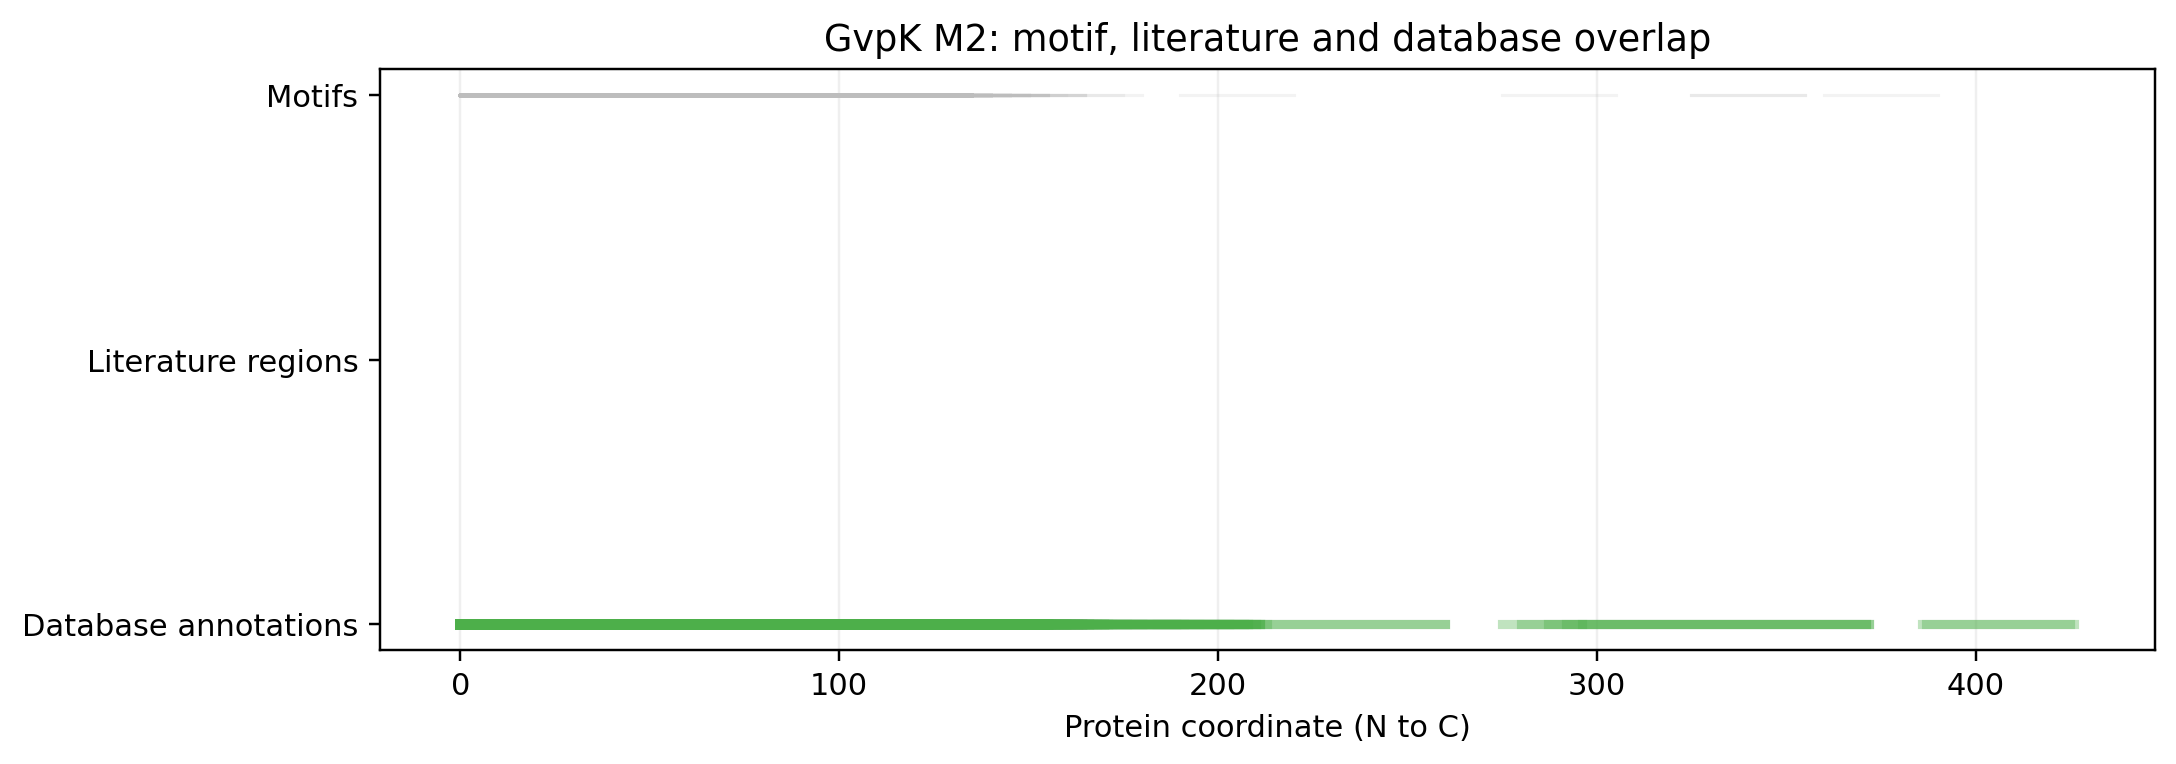 GvpK M2: motif, literature and database overlap
Motifs
Literature regions
Database annotations
0 100 200 300 400
Protein coordinate (N to C)